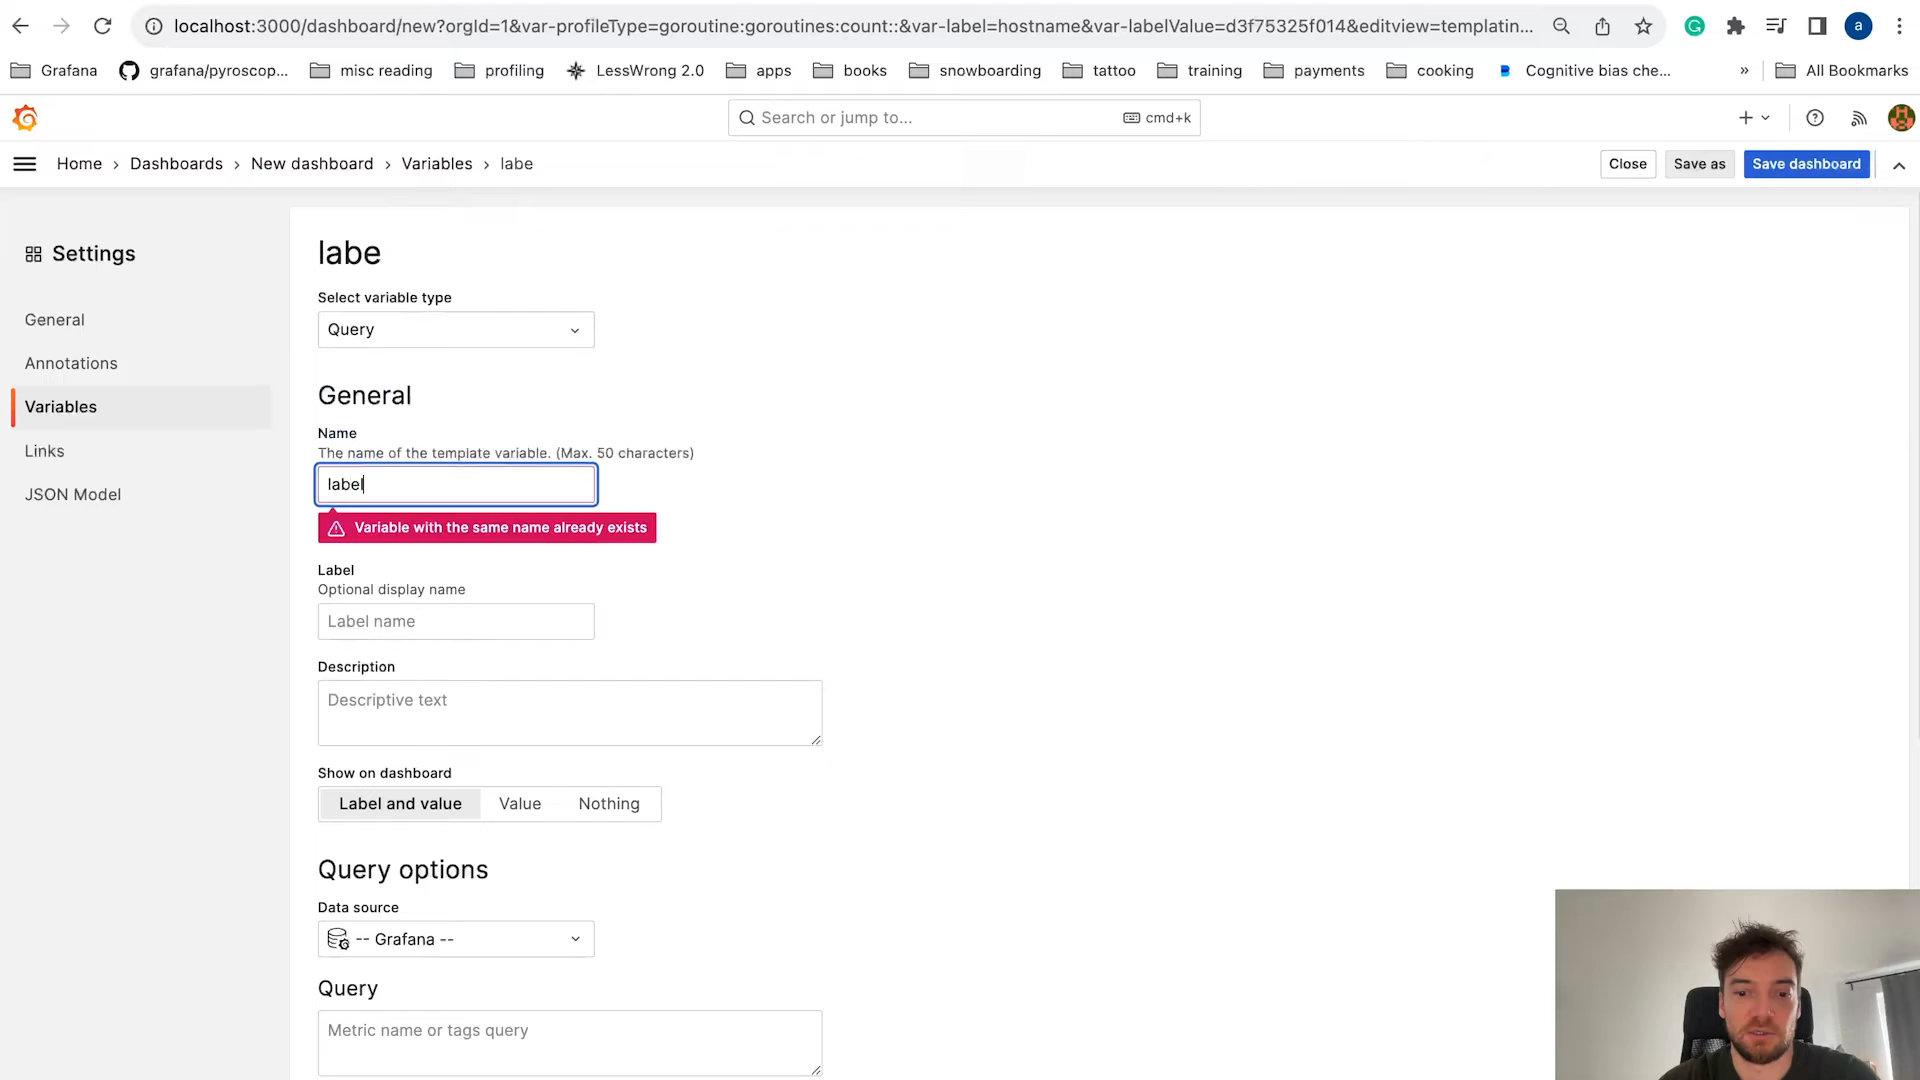 localhost:3000/dashboard/new?orgId=1&var-profileType=goroutine:goroutines:count::&var-label=hostname&var-labelValue=d3f75325f014&editview=templatin...
a
Grafana
grafana/pyroscop...
misc reading
profiling
LessWrong 2.0
apps
books
snowboarding
tattoo
training
payments
cooking
Cognitive bias che...
»
All Bookmarks
Search or jump to...
cmd+k
Home › Dashboards › New dashboard › Variables › labe
Close
Save as
Save dashboard
Settings
General
Annotations
Variables
Links
JSON Model
labe
Select variable type
Query
General
Name
The name of the template variable. (Max. 50 characters)
label
Variable with the same name already exists
Label
Optional display name
Label name
Description
Descriptive text
Show on dashboard
Label and value
Value
Nothing
Query options
Data source
-- Grafana --
Query
Metric name or tags query